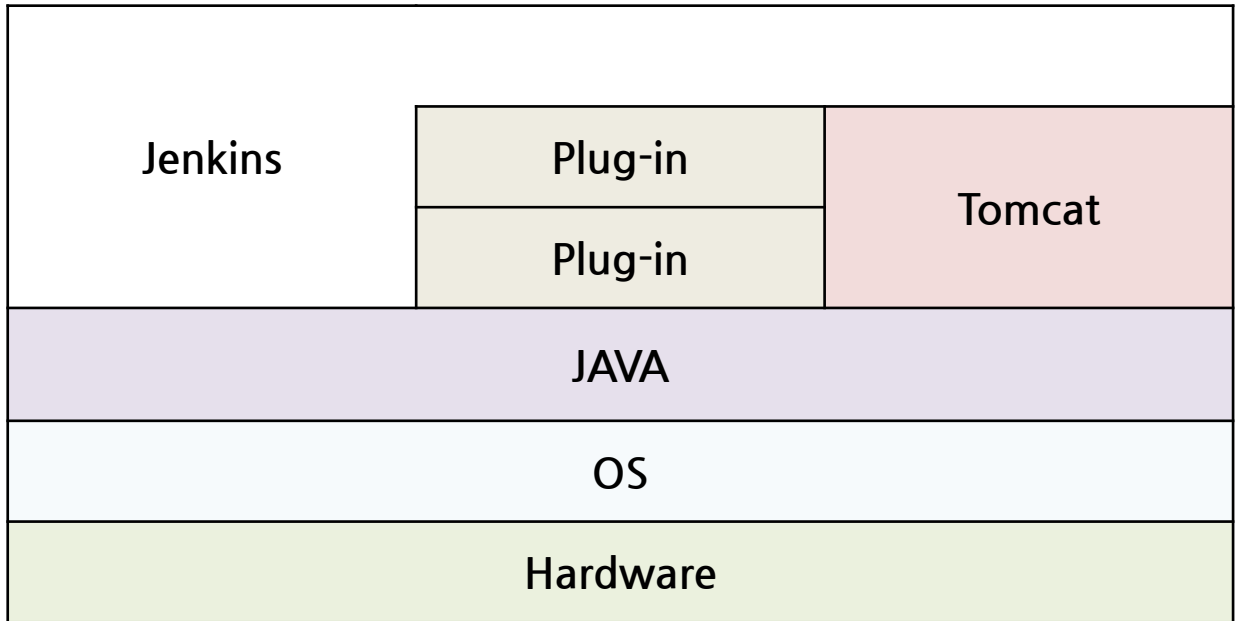 Jenkins
Plug-in
Plug-in
Tomcat
JAVA
OS
Hardware